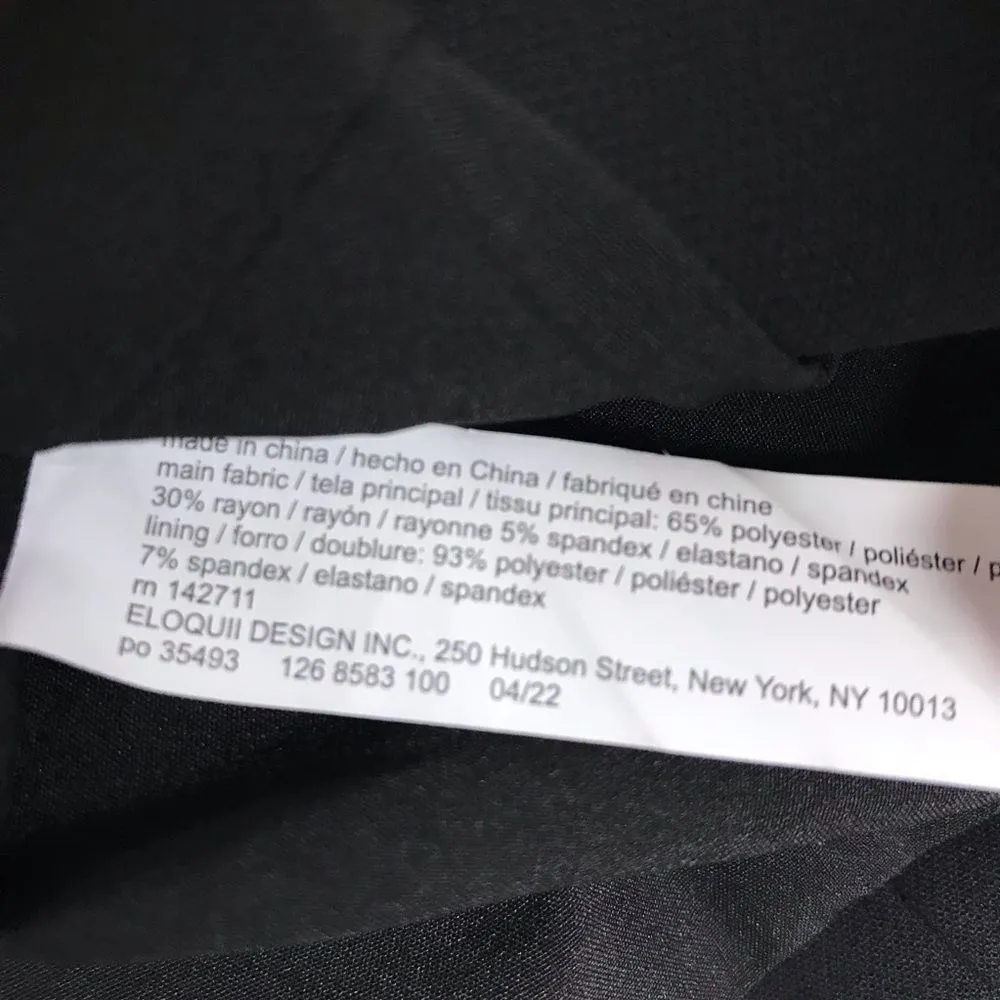 made in china / hecho en China / fabriqué en chine
main fabric / tela principal / tissu principal: 65% polyester / poliéster /
30% rayon / rayón / rayonne 5% spandex / elastano / spandex
lining / forro / doublure: 93% polyester / poliéster / polyester
7% spandex / elastano / spandex
rn 142711
ELOQUII DESIGN INC., 250 Hudson Street, New York, NY 10013
po 35493 126 8583 100 04/22